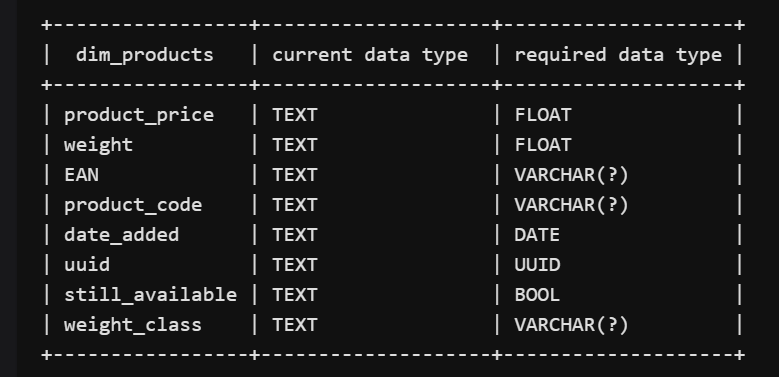 +-----------------+---------------------+--------------------+
|  dim_products   | current data type  | required data type |
+-----------------+--------------------+--------------------+
| product_price   | TEXT               | FLOAT              |
| weight          | TEXT               | FLOAT              |
| EAN             | TEXT               | VARCHAR(?)         |
| product_code    | TEXT               | VARCHAR(?)         |
| date_added      | TEXT               | DATE               |
| uuid            | TEXT               | UUID               |
| still_available | TEXT               | BOOL               |
| weight_class    | TEXT               | VARCHAR(?)         |
+-----------------+--------------------+--------------------+